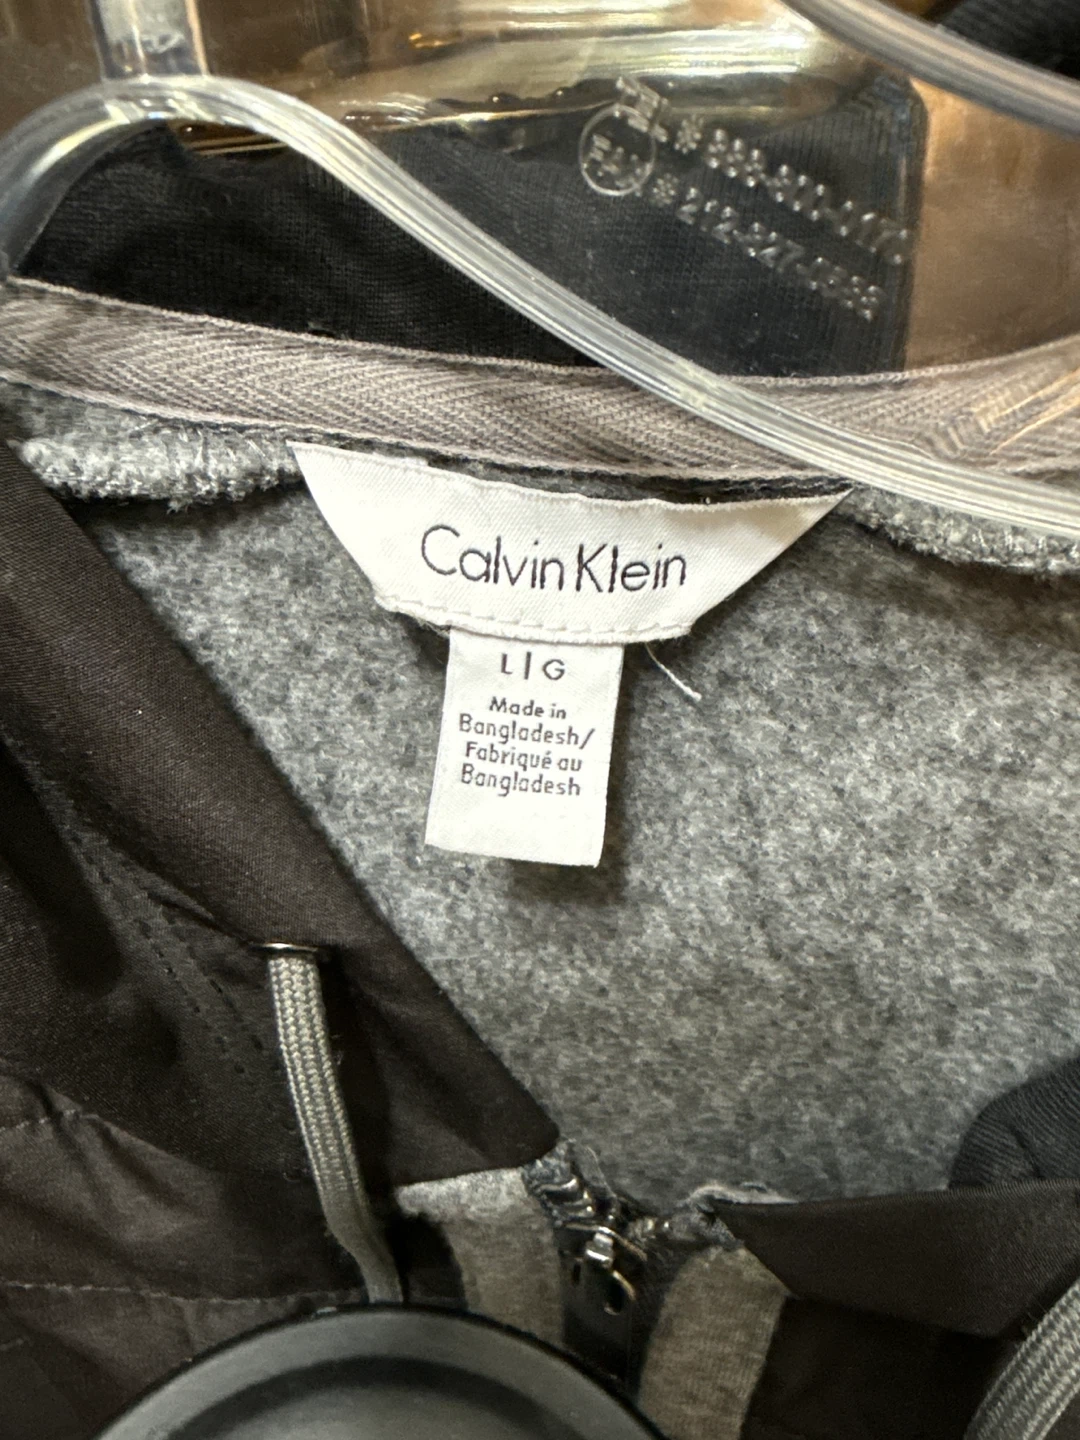 Calvin Klein
L|G
Made in
Bangladesh/
Fabriqué au
Bangladesh